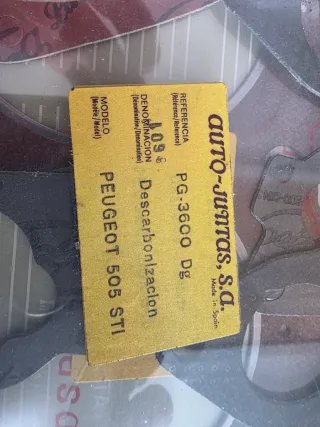 AUTO-JUNTAS, S.A.
Made in Spain
REFERENCIA
(Référence/Reference)
PG-3600 Dg
DENOMINACION
(Dénomination/Denomination)
Descarbonizacion
MODELO
(Modèle/Model)
PEUGEOT 505 STI
uso